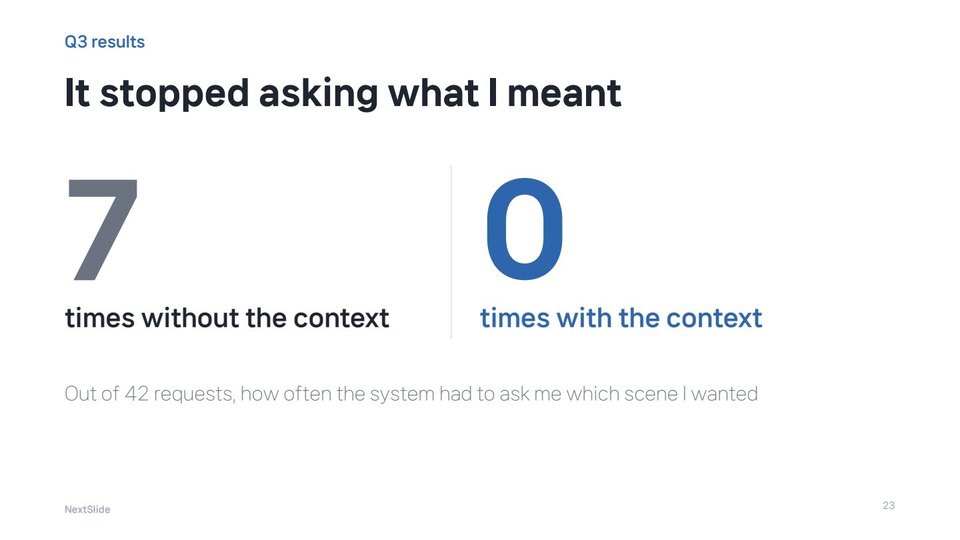 Q3 results
It stopped asking what I meant
7
times without the context
0
times with the context
Out of 42 requests, how often the system had to ask me which scene I wanted
NextSlide
23